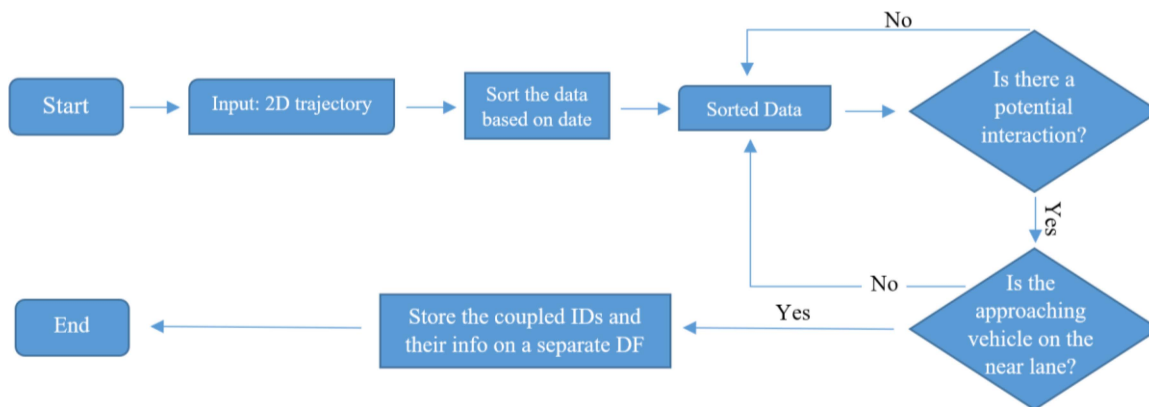 No
Start
Input: 2D trajectory
Sort the data
based on date
Sorted Data
Is there a
potential
interaction?
Yes
Is the
approaching
vehicle on the
near lane?
No
Yes
Store the coupled IDs and
their info on a separate DF
End